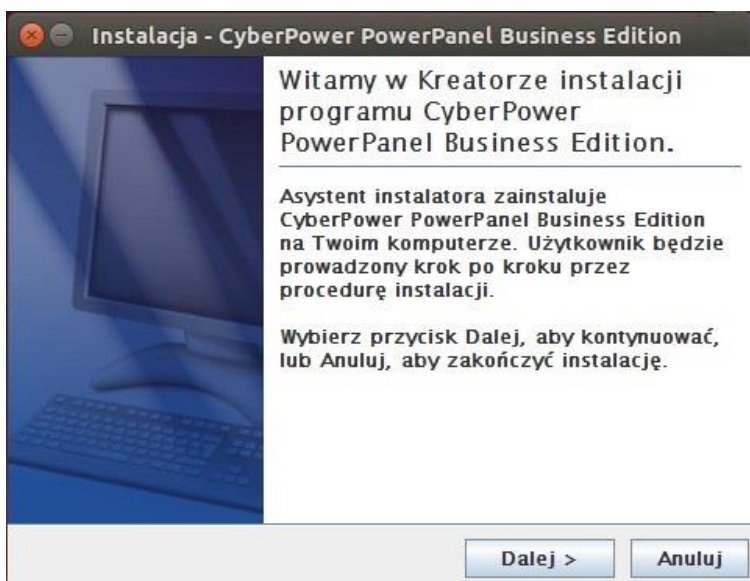 Instalacja - CyberPower PowerPanel Business Edition
Witamy w Kreatorze instalacji
programu CyberPower
PowerPanel Business Edition.
Asystent instalatora zainstaluje
CyberPower PowerPanel Business Edition
na Twoim komputerze. Użytkownik będzie
prowadzony krok po kroku przez
procedurę instalacji.
Wybierz przycisk Dalej, aby kontynuować,
lub Anuluj, aby zakończyć instalację.
Dalej >
Anuluj